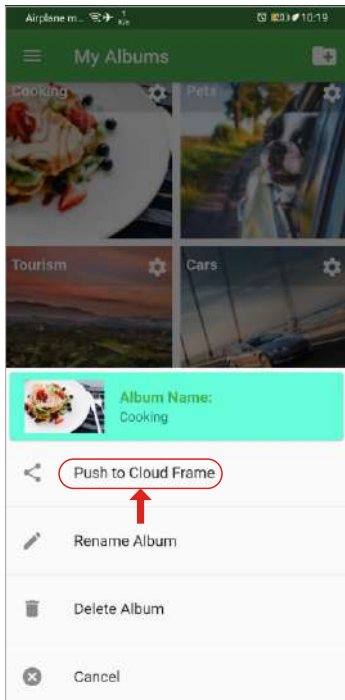 Airplane m... 1 K/s 10:19
My Albums
Cooking
Pets
Tourism
Cars
Album Name:
Cooking
Push to Cloud Frame
Rename Album
Delete Album
Cancel